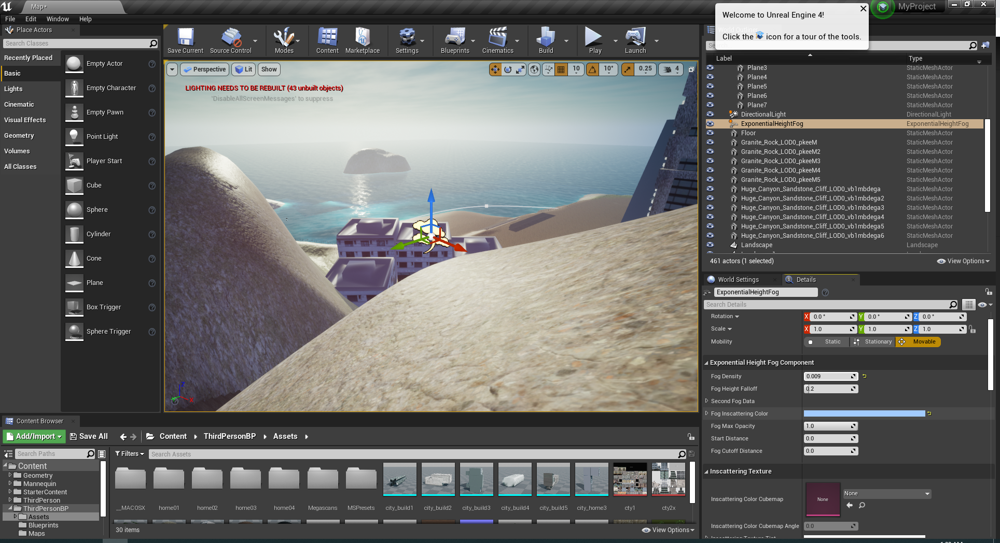 Map*
MyProject
File Edit Window Help
Welcome to Unreal Engine 4!
Click the icon for a tour of the tools.
Place Actors
Search Classes
Recently Placed
Basic
Lights
Cinematic
Visual Effects
Geometry
Volumes
All Classes
Empty Actor
Empty Character
Empty Pawn
Point Light
Player Start
Cube
Sphere
Cylinder
Cone
Plane
Box Trigger
Sphere Trigger
Save Current Source Control Modes Content Marketplace Settings Blueprints Cinematics Build Play Launch
Perspective Lit Show 10 10° 0.25 4
LIGHTING NEEDS TO BE REBUILT (43 unbuilt objects)
'DisableAllScreenMessages' to suppress
Z
X
Label Type
Plane3 StaticMeshActor
Plane4 StaticMeshActor
Plane5 StaticMeshActor
Plane6 StaticMeshActor
Plane7 StaticMeshActor
DirectionalLight DirectionalLight
ExponentialHeightFog ExponentialHeightFog
Floor StaticMeshActor
Granite_Rock_LOD0_pkeeM StaticMeshActor
Granite_Rock_LOD0_pkeeM2 StaticMeshActor
Granite_Rock_LOD0_pkeeM3 StaticMeshActor
Granite_Rock_LOD0_pkeeM4 StaticMeshActor
Granite_Rock_LOD0_pkeeM5 StaticMeshActor
Huge_Canyon_Sandstone_Cliff_LOD0_vb1mbdega StaticMeshActor
Huge_Canyon_Sandstone_Cliff_LOD0_vb1mbdega2 StaticMeshActor
Huge_Canyon_Sandstone_Cliff_LOD0_vb1mbdega3 StaticMeshActor
Huge_Canyon_Sandstone_Cliff_LOD0_vb1mbdega4 StaticMeshActor
Huge_Canyon_Sandstone_Cliff_LOD0_vb1mbdega5 StaticMeshActor
Huge_Canyon_Sandstone_Cliff_LOD0_vb1mbdega6 StaticMeshActor
Landscape Landscape
461 actors (1 selected) View Options
World Settings Details
ExponentialHeightFog
Search Details
Rotation X 0.0 ° Y 0.0 ° Z 0.0 °
Scale X 1.0 Y 1.0 Z 1.0
Mobility Static Stationary Movable
Exponential Height Fog Component
Fog Density 0.009
Fog Height Falloff 0.2
Second Fog Data
Fog Inscattering Color
Fog Max Opacity 1.0
Start Distance 0.0
Fog Cutoff Distance 0.0
Inscattering Texture
Inscattering Color Cubemap None None
Inscattering Color Cubemap Angle 0.0
Content Browser
Add/Import Save All Content ThirdPersonBP Assets
Search Paths
Filters Search Assets
Content
Geometry
Mannequin
StarterContent
ThirdPerson
ThirdPersonBP
Assets
Blueprints
Maps
__MACOSX home01 home02 home03 home04 Megascans MSPresets city_build1 city_build2 city_build3 city_build4 city_build5 city_home3 cty1 cty2x
30 items View Options